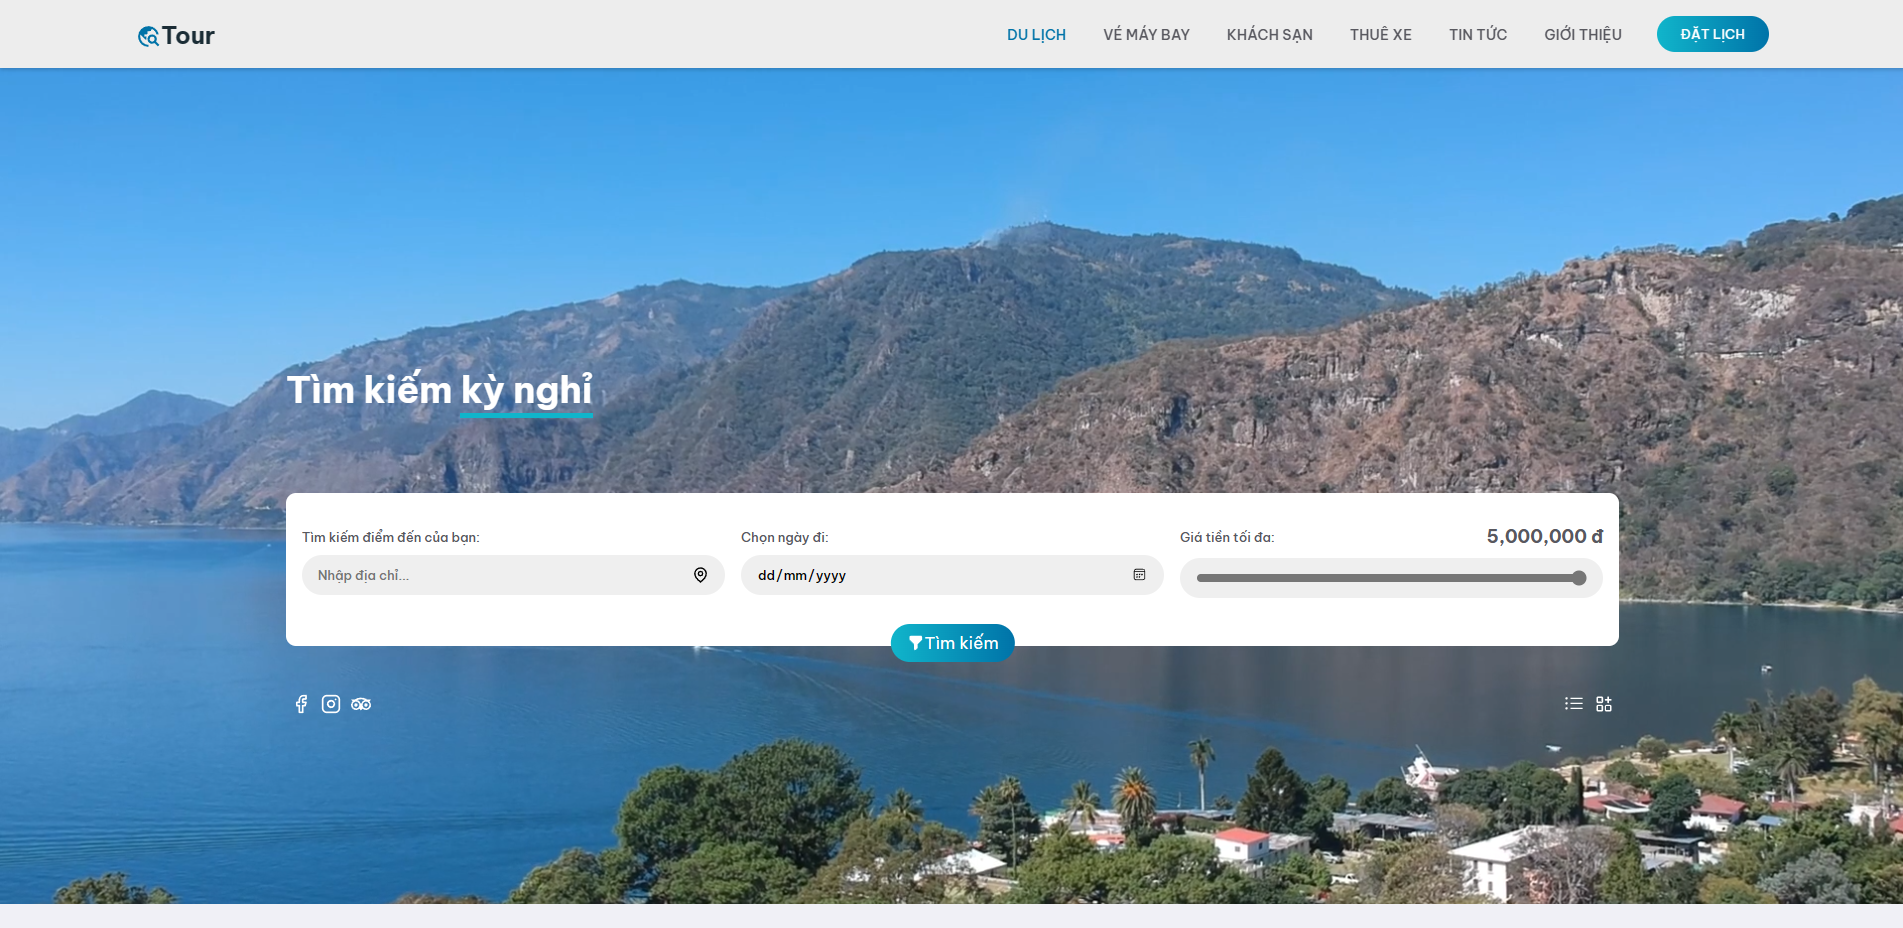 Tour
DU LỊCH
VÉ MÁY BAY
KHÁCH SẠN
THUÊ XE
TIN TỨC
GIỚI THIỆU
ĐẶT LỊCH
Tìm kiếm kỳ nghỉ
Tìm kiếm điểm đến của bạn:
Nhập địa chỉ...
Chọn ngày đi:
dd/mm/yyyy
Giá tiền tối đa:
5,000,000 đ
Tìm kiếm